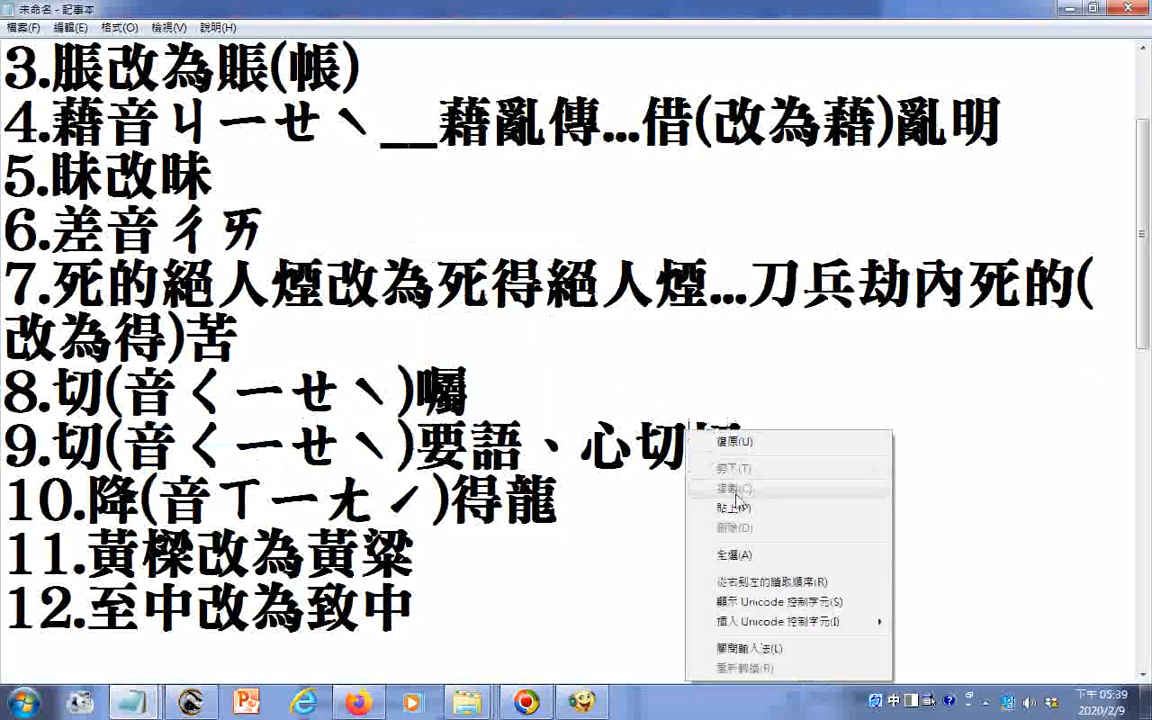 未命名 - 記事本
檔案(F) 編輯(E) 格式(O) 檢視(V) 說明(H)
3.脹改為賬(帳)
4.藉音ㄐㄧㄝˋ__藉亂傳...借(改為藉)亂明
5.昧改昧
6.差音ㄔㄞ
7.死的絕人煙改為死得絕人煙...刀兵劫內死的(
改為得)苦
8.切(音ㄑㄧㄝˋ)囑
9.切(音ㄑㄧㄝˋ)要語、心切
10.降(音ㄒㄧㄤˊ)得龍
11.黃樑改為黃粱
12.至中改為致中
復原(U)
剪下(T)
複製(C)
貼上(P)
刪除(D)
全選(A)
從右到左的讀取順序(R)
顯示 Unicode 控制字元(S)
插入 Unicode 控制字元(I)
關閉輸入法(L)
重新轉換(R)
中
下午 05:39
2020/2/9